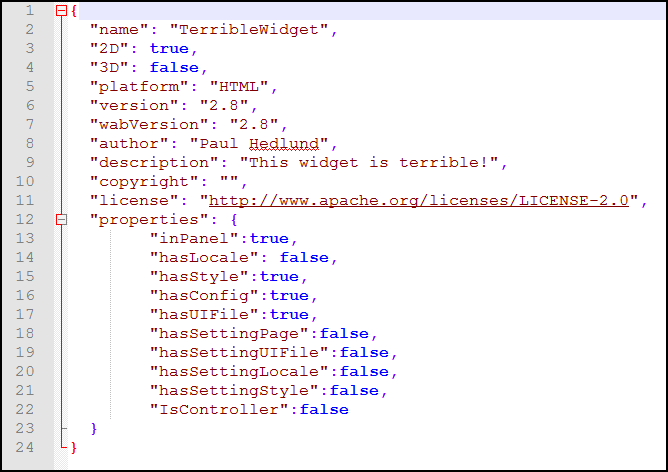 1 {
2 "name": "TerribleWidget",
3 "2D": true,
4 "3D": false,
5 "platform": "HTML",
6 "version": "2.8",
7 "wabVersion": "2.8",
8 "author": "Paul Hedlund",
9 "description": "This widget is terrible!",
10 "copyright": "",
11 "license": "http://www.apache.org/licenses/LICENSE-2.0",
12 "properties": {
13 "inPanel":true,
14 "hasLocale": false,
15 "hasStyle":true,
16 "hasConfig":true,
17 "hasUIFile":true,
18 "hasSettingPage":false,
19 "hasSettingUIFile":false,
20 "hasSettingLocale":false,
21 "hasSettingStyle":false,
22 "IsController":false
23 }
24 }